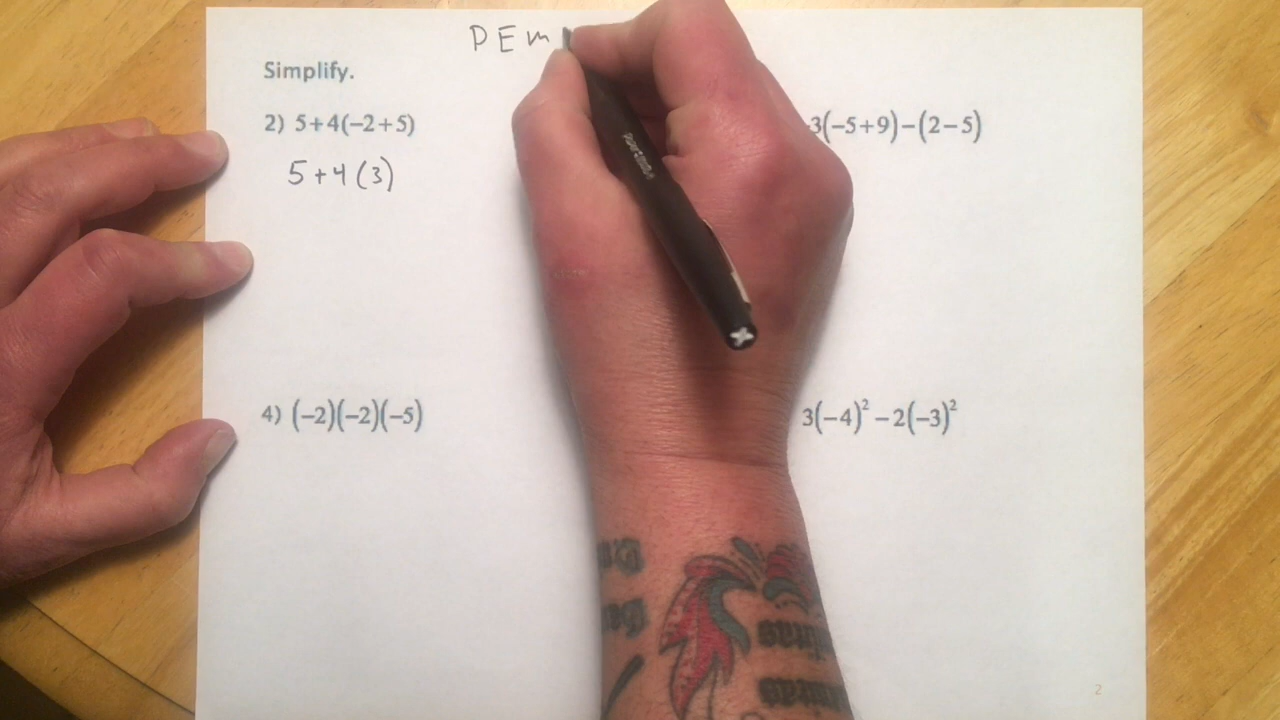 PEm
Simplify.
2) 5+4(−2+5)
3(−5+9)−(2−5)
5+4(3)
4) (−2)(−2)(−5)
3(−4)² − 2(−3)²
2